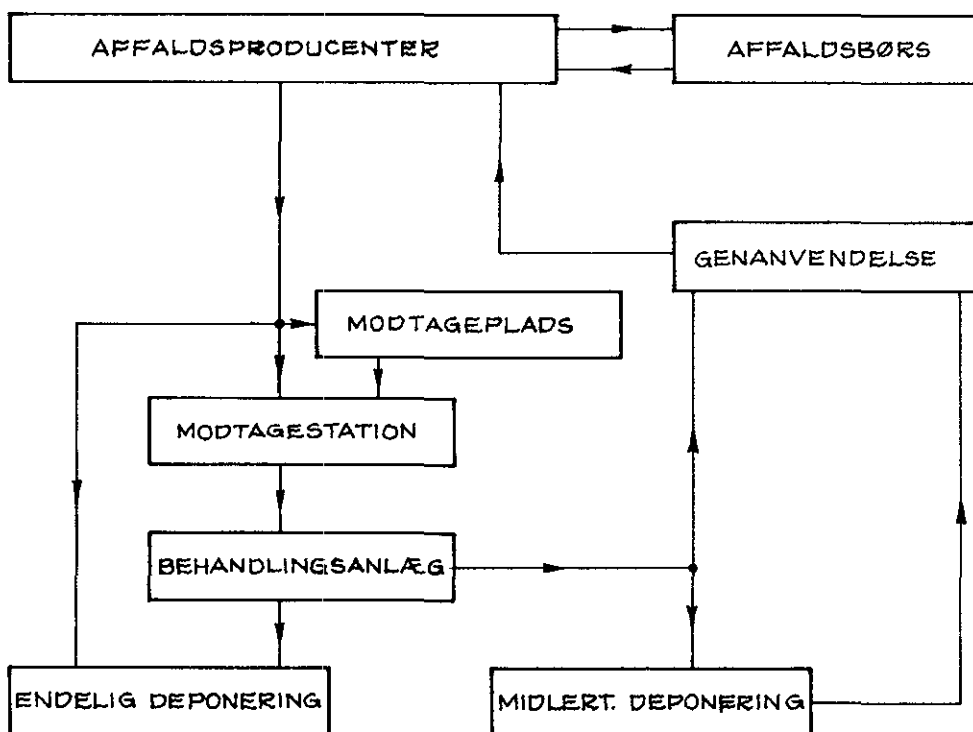 AFFALDSPRODUCENTER
AFFALDSBØRS
GENANVENDELSE
MODTAGEPLADS
MODTAGESTATION
BEHANDLINGSANLÆG
ENDELIG DEPONERING
MIDLERT. DEPONERING